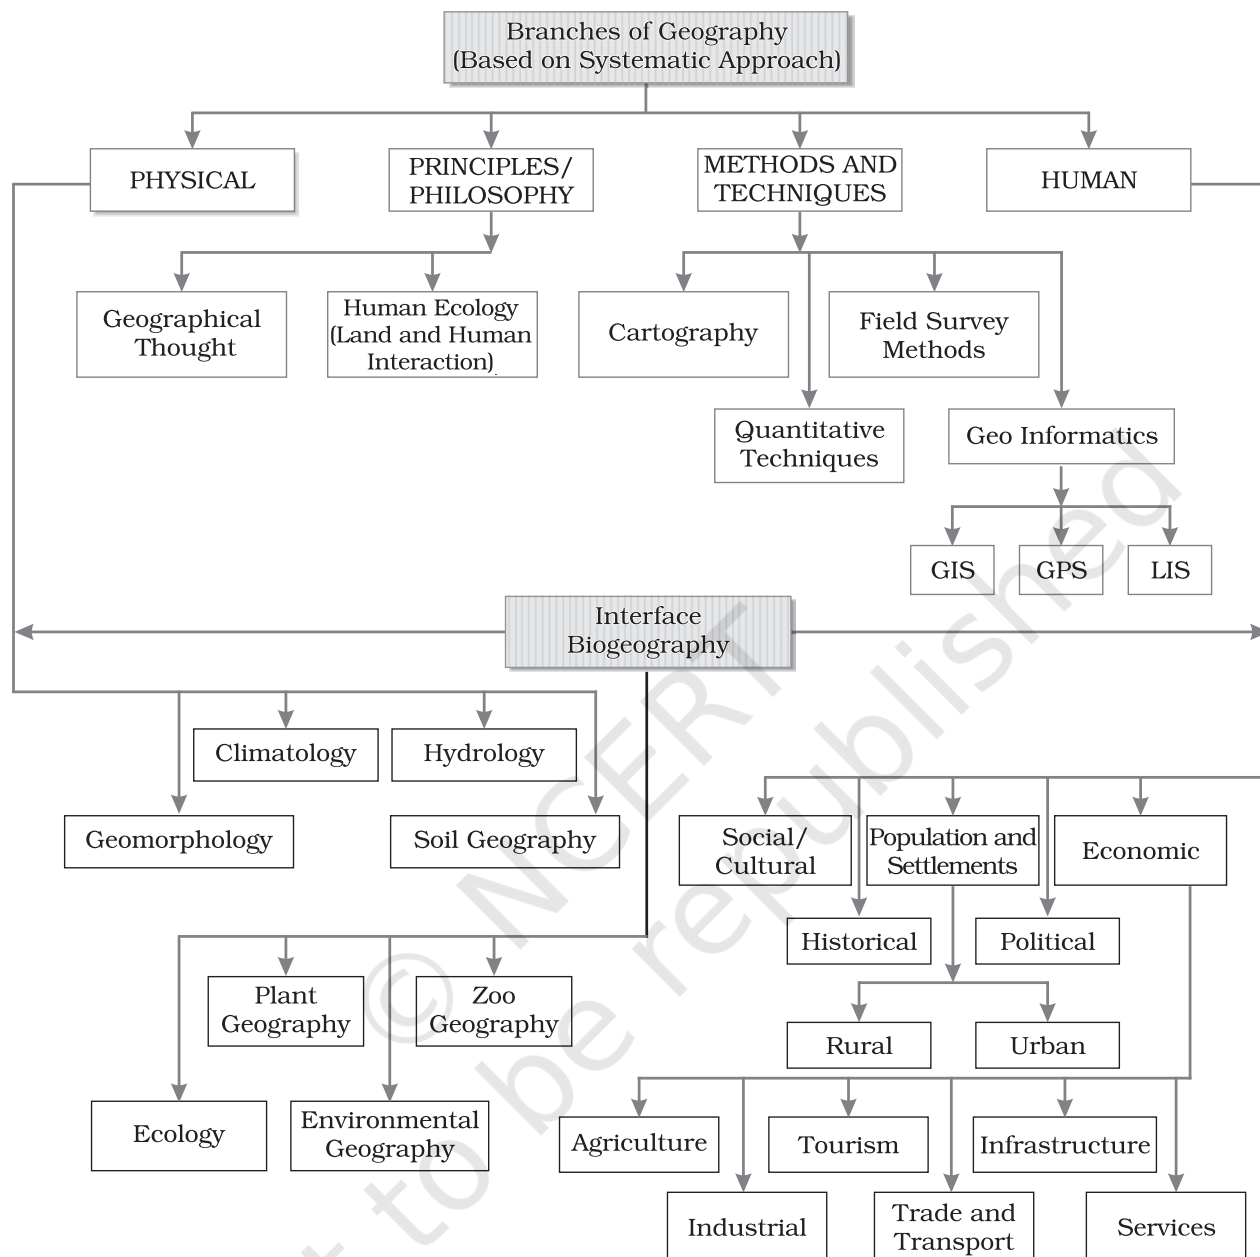 Branches of Geography
(Based on Systematic Approach)
PHYSICAL
PRINCIPLES/
PHILOSOPHY
METHODS AND
TECHNIQUES
HUMAN
Geographical
Thought
Human Ecology
(Land and Human
Interaction)
Cartography
Field Survey
Methods
Quantitative
Techniques
Geo Informatics
GIS
GPS
LIS
Interface
Biogeography
Climatology
Hydrology
Geomorphology
Soil Geography
Social/
Cultural
Population and
Settlements
Economic
Historical
Political
Plant
Geography
Zoo
Geography
Rural
Urban
Ecology
Environmental
Geography
Agriculture
Tourism
Infrastructure
Industrial
Trade and
Transport
Services
© NCERT
to be republished